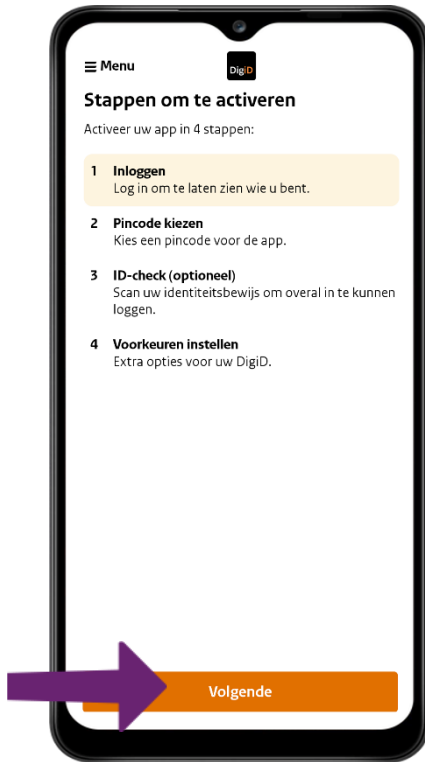 Menu
DigiD
Stappen om te activeren
Activeer uw app in 4 stappen:
1 Inloggen
Log in om te laten zien wie u bent.
2 Pincode kiezen
Kies een pincode voor de app.
3 ID-check (optioneel)
Scan uw identiteitsbewijs om overal in te kunnen
loggen.
4 Voorkeuren instellen
Extra opties voor uw DigiD.
Volgende